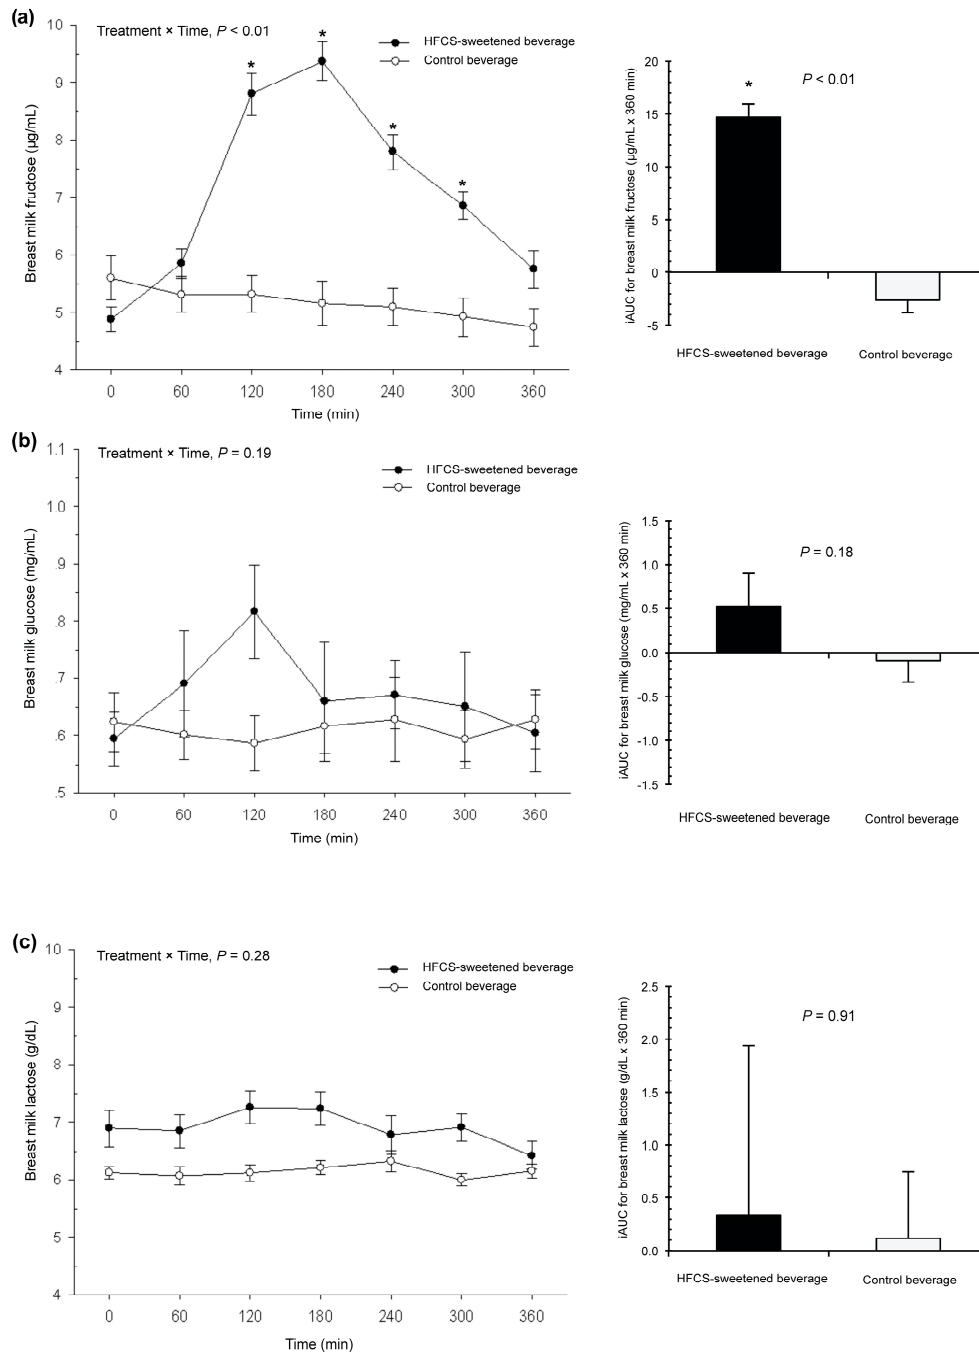 (a)
Treatment × Time, P < 0.01
HFCS-sweetened beverage
Control beverage
Breast milk fructose (µg/mL)
10
9
8
7
6
5
4
* * * *
0 60 120 180 240 300 360
Time (min)
iAUC for breast milk fructose (µg/mL x 360 min)
P < 0.01
*
20
15
10
5
0
-5
HFCS-sweetened beverage Control beverage
(b)
Treatment × Time, P = 0.19
HFCS-sweetened beverage
Control beverage
Breast milk glucose (mg/mL)
1.1
1.0
.9
.8
.7
.6
.5
0 60 120 180 240 300 360
Time (min)
iAUC for breast milk glucose (mg/mL x 360 min)
P = 0.18
1.5
1.0
0.5
0.0
-0.5
-1.0
-1.5
HFCS-sweetened beverage Control beverage
(c)
Treatment × Time, P = 0.28
HFCS-sweetened beverage
Control beverage
Breast milk lactose (g/dL)
10
9
8
7
6
5
4
0 60 120 180 240 300 360
Time (min)
iAUC for breast milk lactose (g/dL x 360 min)
P = 0.91
2.5
2.0
1.5
1.0
0.5
0.0
HFCS-sweetened beverage Control beverage